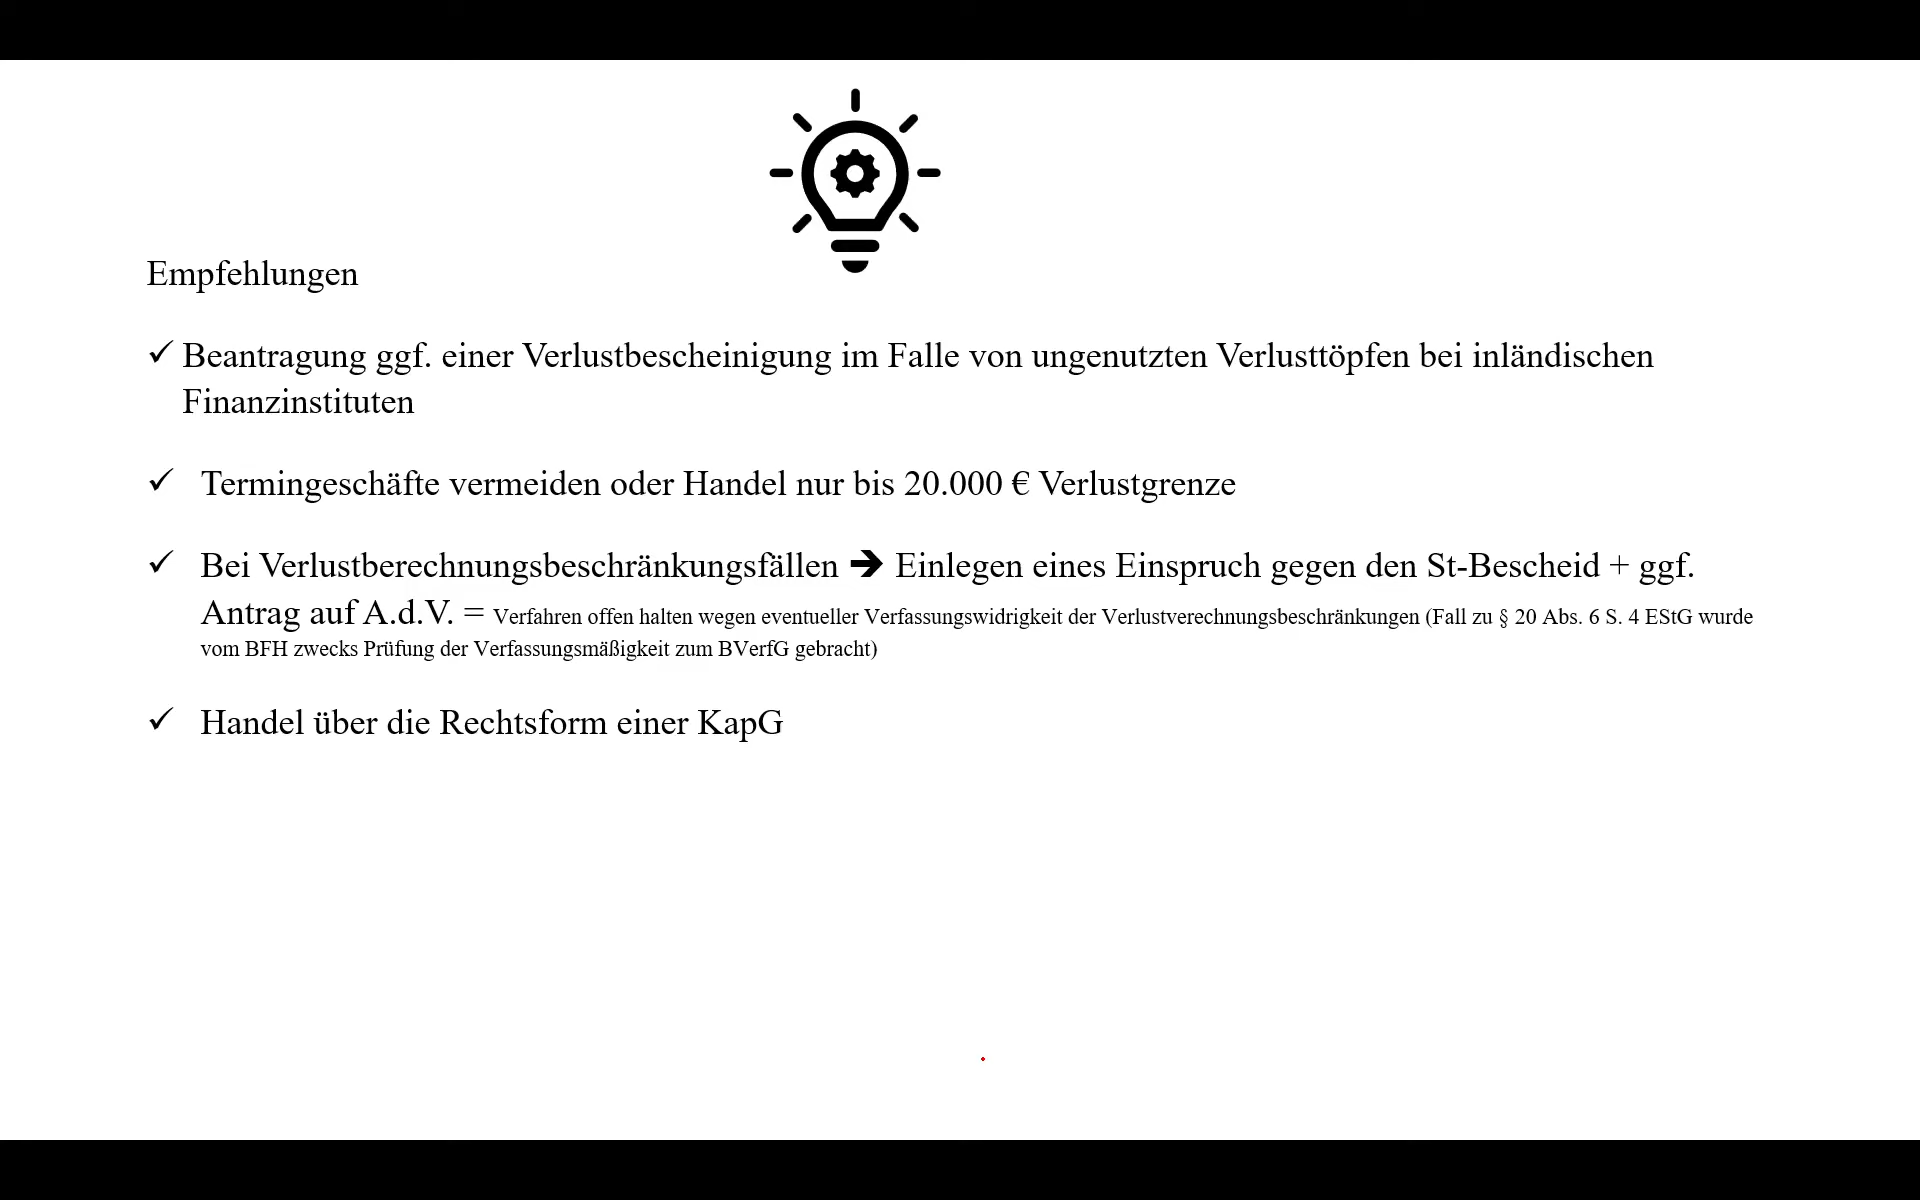 Empfehlungen
✓ Beantragung ggf. einer Verlustbescheinigung im Falle von ungenutzten Verlusttöpfen bei inländischen
Finanzinstituten
✓ Termingeschäfte vermeiden oder Handel nur bis 20.000 € Verlustgrenze
✓ Bei Verlustberechnungsbeschränkungsfällen ➔ Einlegen eines Einspruch gegen den St-Bescheid + ggf.
Antrag auf A.d.V. = Verfahren offen halten wegen eventueller Verfassungswidrigkeit der Verlustverechnungsbeschränkungen (Fall zu § 20 Abs. 6 S. 4 EStG wurde
vom BFH zwecks Prüfung der Verfassungsmäßigkeit zum BVerfG gebracht)
✓ Handel über die Rechtsform einer KapG